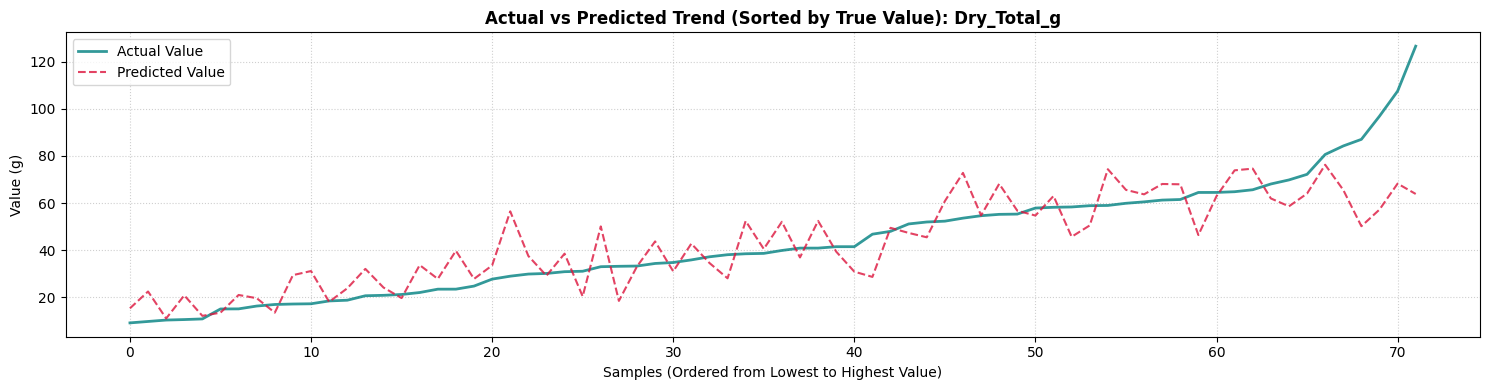 Actual vs Predicted Trend (Sorted by True Value): Dry_Total_g
Actual Value
Predicted Value
Value (g)
120
100
80
60
40
20
0 10 20 30 40 50 60 70
Samples (Ordered from Lowest to Highest Value)